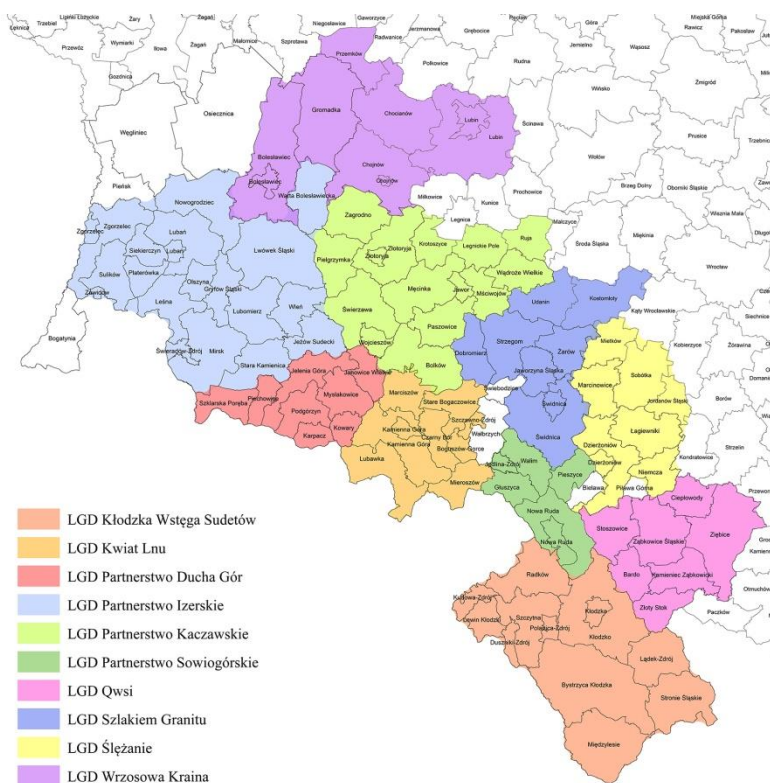 Trzebiel
Lipinki Łużyckie
Żary
Żagań
Niegosławice
Gaworzyce
Jerzmanowa
Grębocice
Pęcław
Góra
Rawicz
Miejska Górka
Pakosław
Łęknica
Przewóz
Wymiarki
Iłowa
Żagań
Małomice
Szprotawa
Przemków
Radwanice
Polkowice
Rudna
Jemielno
Wąsosz
Żmigród
Gozdnica
Osiecznica
Gromadka
Chocianów
Lubin
Lubin
Ścinawa
Wińsko
Prusice
Węgliniec
Bolesławiec
Bolesławiec
Chojnów
Chojnów
Wołów
Pieńsk
Nowogrodziec
Warta Bolesławiecka
Miłkowice
Kunice
Prochowice
Legnica
Brzeg Dolny
Oborniki Śląskie
Wisznia Mała
Zagrodno
Malczyce
Środa Śląska
Miękinia
Wrocław
Zgorzelec
Zgorzelec
Lubań
Lubań
Siekierczyn
Lwówek Śląski
Pielgrzymka
Złotoryja
Złotoryja
Krotoszyce
Legnickie Pole
Ruja
Sulików
Platerówka
Olszyna
Gryfów Śląski
Męcinka
Jawor
Mściwojów
Wądroże Wielkie
Udanin
Kostomłoty
Kąty Wrocławskie
Zawidów
Leśna
Lubomierz
Wleń
Świerzawa
Paszowice
Wojcieszów
Bolków
Bogatynia
Świeradów-Zdrój
Mirsk
Stara Kamienica
Jeżów Sudecki
Dobromierz
Strzegom
Żarów
Jaworzyna Śląska
Mietków
Sobótka
Kobierzyce
Żórawina
Siechnice
Jelenia Góra
Janowice Wielkie
Mysłakowice
Marciszów
Świebodzice
Świdnica
Świdnica
Marcinowice
Jordanów Śląski
Borów
Szklarska Poręba
Piechowice
Podgórzyn
Karpacz
Kowary
Kamienna Góra
Kamienna Góra
Stare Bogaczowice
Szczawno-Zdrój
Czarny Bór
Boguszów-Gorce
Wałbrzych
Lubawka
Mieroszów
Jedlina-Zdrój
Walim
Głuszyca
Pieszyce
Dzierżoniów
Dzierżoniów
Łagiewniki
Niemcza
Kondratowice
Strzelin
Bielawa
Piława Górna
Nowa Ruda
Nowa Ruda
Ciepłowody
Stoszowice
Ząbkowice Śląskie
Ziębice
Bardo
Kamieniec Ząbkowicki
Złoty Stok
Otmuchów
Paczków
Radków
Kudowa-Zdrój
Lewin Kłodzki
Szczytna
Polanica-Zdrój
Duszniki-Zdrój
Kłodzko
Kłodzko
Lądek-Zdrój
Bystrzyca Kłodzka
Stronie Śląskie
Międzylesie
LGD Kłodzka Wstęga Sudetów
LGD Kwiat Lnu
LGD Partnerstwo Ducha Gór
LGD Partnerstwo Izerskie
LGD Partnerstwo Kaczawskie
LGD Partnerstwo Sowiogórskie
LGD Qwsi
LGD Szlakiem Granitu
LGD Ślężanie
LGD Wrzosowa Kraina